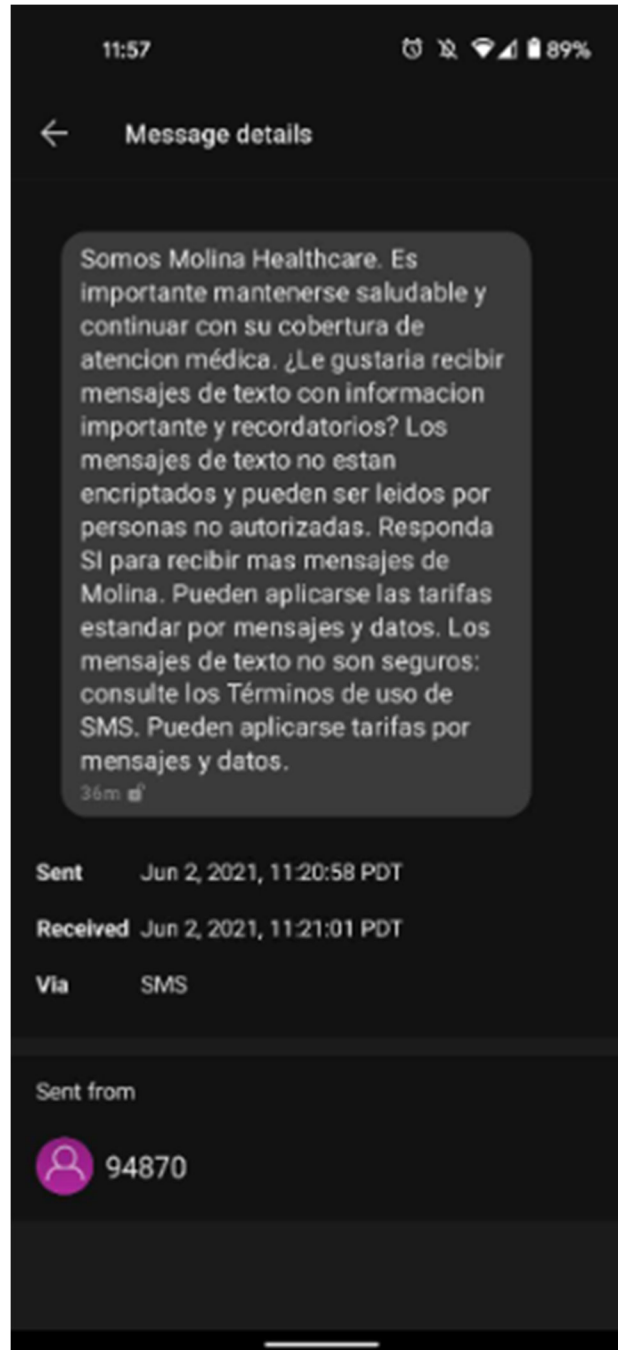 11:57 89%
Message details
Somos Molina Healthcare. Es
importante mantenerse saludable y
continuar con su cobertura de
atencion médica. ¿Le gustaria recibir
mensajes de texto con informacion
importante y recordatorios? Los
mensajes de texto no estan
encriptados y pueden ser leidos por
personas no autorizadas. Responda
SI para recibir mas mensajes de
Molina. Pueden aplicarse las tarifas
estandar por mensajes y datos. Los
mensajes de texto no son seguros:
consulte los Términos de uso de
SMS. Pueden aplicarse tarifas por
mensajes y datos.
36m
Sent Jun 2, 2021, 11:20:58 PDT
Received Jun 2, 2021, 11:21:01 PDT
Via SMS
Sent from
94870